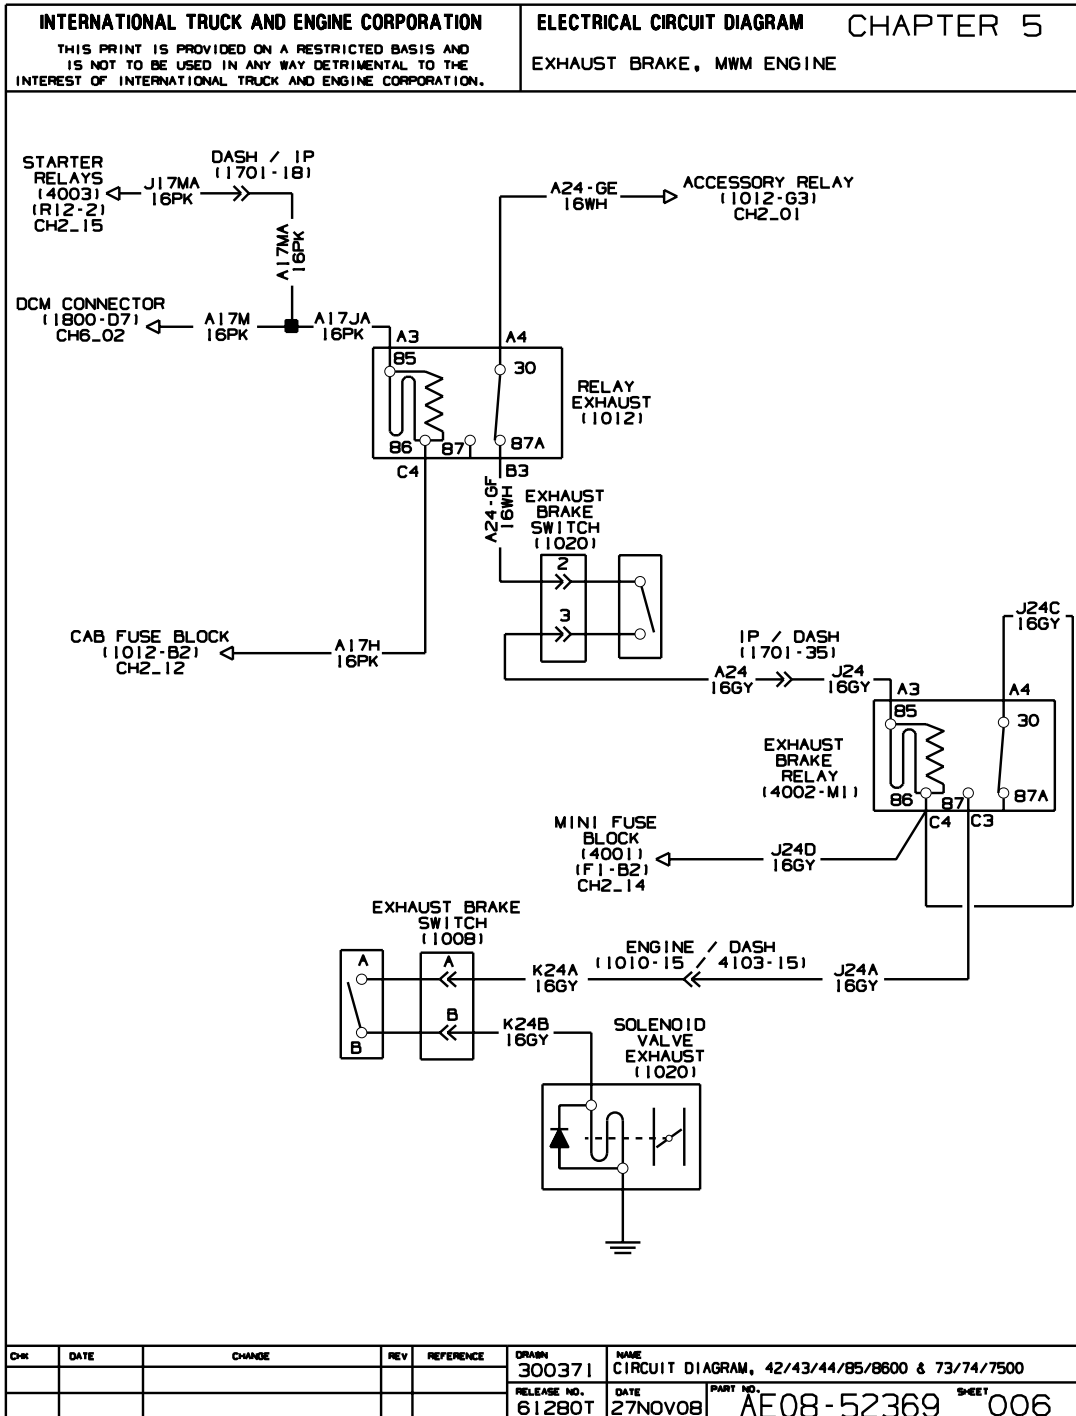 INTERNATIONAL TRUCK AND ENGINE CORPORATION
THIS PRINT IS PROVIDED ON A RESTRICTED BASIS AND
IS NOT TO BE USED IN ANY WAY DETRIMENTAL TO THE
INTEREST OF INTERNATIONAL TRUCK AND ENGINE CORPORATION.
ELECTRICAL CIRCUIT DIAGRAM CHAPTER 5
EXHAUST BRAKE, MWM ENGINE
STARTER
RELAYS
(4003)
(R12-2)
CH2_15
J17MA
16PK
DASH / IP
(1701-18)
A17MA
16PK
A24-GE
16WH
ACCESSORY RELAY
(1012-G3)
CH2_01
DCM CONNECTOR
(1800-D7)
CH6_02
A17M
16PK
A17JA
16PK
A3
A4
85
30
RELAY
EXHAUST
(1012)
86
87
87A
C4
B3
A24-GF
16WH
EXHAUST
BRAKE
SWITCH
(1020)
2
3
CAB FUSE BLOCK
(1012-B2)
CH2_12
A17H
16PK
IP / DASH
(1701-35)
A24
16GY
J24
16GY
J24C
16GY
A3
A4
85
30
EXHAUST
BRAKE
RELAY
(4002-M1)
86
87
87A
C4
C3
MINI FUSE
BLOCK
(4001)
(F1-B2)
CH2_14
J24D
16GY
EXHAUST BRAKE
SWITCH
(1008)
A
A
B
B
K24A
16GY
ENGINE / DASH
(1010-15 / 4103-15)
J24A
16GY
K24B
16GY
SOLENOID
VALVE
EXHAUST
(1020)
CHK DATE CHANGE REV REFERENCE
DRAWN
300371
NAME
CIRCUIT DIAGRAM, 42/43/44/85/8600 & 73/74/7500
RELEASE NO.
61280T
DATE
27NOV08
PART NO.
AE08-52369
SHEET
006